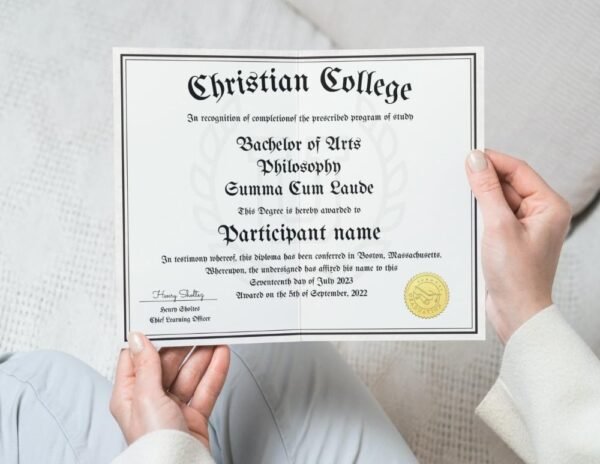 Christian College
In recognition of completionof the prescribed program of study
Bachelor of Arts
Philosophy
Summa Cum Laude
This Degree is hereby awarded to
Participant name
In testimony whereof, this diploma has been conferred in Boston, Massachusetts.
Whereupon, the undersigned has affixed his name to this
Seventeenth day of July 2023
Awarded on the 5th of September, 2022
Henry Sholtes
Chief Learning Officer